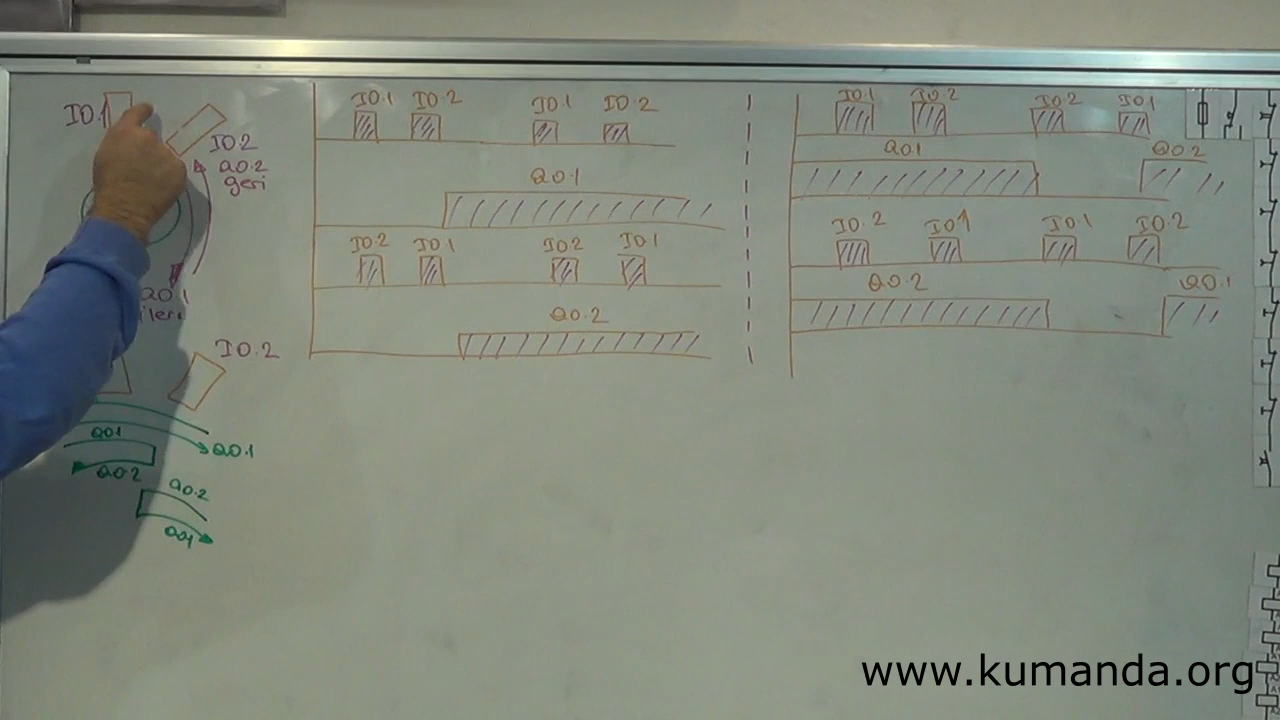 I0.1
I0.2
Q0.2
geri
Q0.1
ileri
I0.2
Q0.1
Q0.1
Q0.2
Q0.2
Q0.1
I0.1 I0.2 I0.1 I0.2
Q0.1
I0.2 I0.1 I0.2 I0.1
Q0.2
I0.1 I0.2 I0.2 I0.1
Q0.1 Q0.2
I0.2 I0.1 I0.1 I0.2
Q0.2 Q0.1
www.kumanda.org